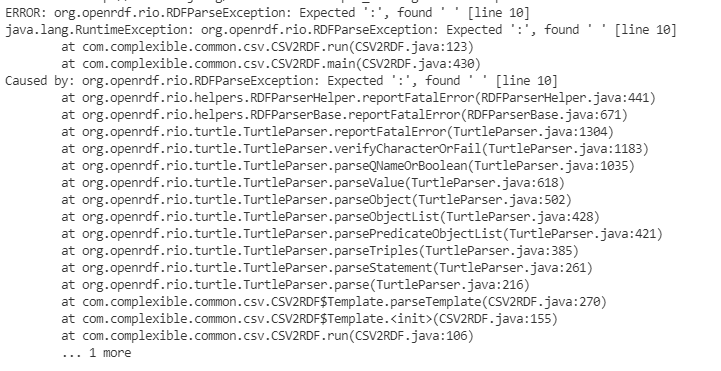 ERROR: org.openrdf.rio.RDFParseException: Expected ':', found ' ' [line 10]
java.lang.RuntimeException: org.openrdf.rio.RDFParseException: Expected ':', found ' ' [line 10]
at com.complexible.common.csv.CSV2RDF.run(CSV2RDF.java:123)
at com.complexible.common.csv.CSV2RDF.main(CSV2RDF.java:430)
Caused by: org.openrdf.rio.RDFParseException: Expected ':', found ' ' [line 10]
at org.openrdf.rio.helpers.RDFParserHelper.reportFatalError(RDFParserHelper.java:441)
at org.openrdf.rio.helpers.RDFParserBase.reportFatalError(RDFParserBase.java:671)
at org.openrdf.rio.turtle.TurtleParser.reportFatalError(TurtleParser.java:1304)
at org.openrdf.rio.turtle.TurtleParser.verifyCharacterOrFail(TurtleParser.java:1183)
at org.openrdf.rio.turtle.TurtleParser.parseQNameOrBoolean(TurtleParser.java:1035)
at org.openrdf.rio.turtle.TurtleParser.parseValue(TurtleParser.java:618)
at org.openrdf.rio.turtle.TurtleParser.parseObject(TurtleParser.java:502)
at org.openrdf.rio.turtle.TurtleParser.parseObjectList(TurtleParser.java:428)
at org.openrdf.rio.turtle.TurtleParser.parsePredicateObjectList(TurtleParser.java:421)
at org.openrdf.rio.turtle.TurtleParser.parseTriples(TurtleParser.java:385)
at org.openrdf.rio.turtle.TurtleParser.parseStatement(TurtleParser.java:261)
at org.openrdf.rio.turtle.TurtleParser.parse(TurtleParser.java:216)
at com.complexible.common.csv.CSV2RDF$Template.parseTemplate(CSV2RDF.java:270)
at com.complexible.common.csv.CSV2RDF$Template.<init>(CSV2RDF.java:155)
at com.complexible.common.csv.CSV2RDF.run(CSV2RDF.java:106)
... 1 more